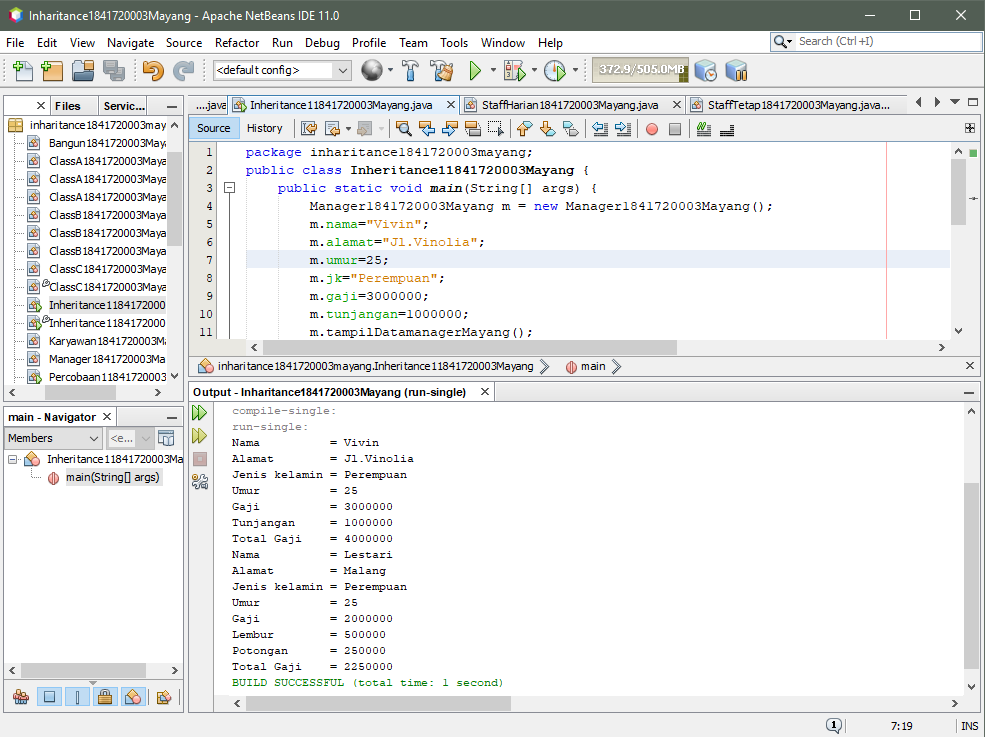 Inharitance1841720003Mayang - Apache NetBeans IDE 11.0
File Edit View Navigate Source Refactor Run Debug Profile Team Tools Window Help
Search (Ctrl+I)
<default config>
372.9/505.0MB
Files Servic...
inharitance1841720003may
Bangun1841720003May
ClassA1841720003Maya
ClassA1841720003Maya
ClassA1841720003Maya
ClassB1841720003Maya
ClassB1841720003Maya
ClassB1841720003Maya
ClassC1841720003Maya
ClassC1841720003Maya
Inheritance1184172000
Inheritance1184172000
Karyawan1841720003Ma
Manager1841720003Ma
Percobaan11841720003
...java Inheritance11841720003Mayang.java StaffHarian1841720003Mayang.java StaffTetap1841720003Mayang.java...
Source History
1 package inharitance1841720003mayang;
2 public class Inheritance11841720003Mayang {
3 public static void main(String[] args) {
4 Manager1841720003Mayang m = new Manager1841720003Mayang();
5 m.nama="Vivin";
6 m.alamat="Jl.Vinolia";
7 m.umur=25;
8 m.jk="Perempuan";
9 m.gaji=3000000;
10 m.tunjangan=1000000;
11 m.tampilDatamanagerMayang();
inharitance1841720003mayang.Inheritance11841720003Mayang main
main - Navigator
Members <e...
Inheritance11841720003Ma
main(String[] args)
Output - Inharitance1841720003Mayang (run-single)
compile-single:
run-single:
Nama = Vivin
Alamat = Jl.Vinolia
Jenis kelamin = Perempuan
Umur = 25
Gaji = 3000000
Tunjangan = 1000000
Total Gaji = 4000000
Nama = Lestari
Alamat = Malang
Jenis kelamin = Perempuan
Umur = 25
Gaji = 2000000
Lembur = 500000
Potongan = 250000
Total Gaji = 2250000
BUILD SUCCESSFUL (total time: 1 second)
1 7:19 INS